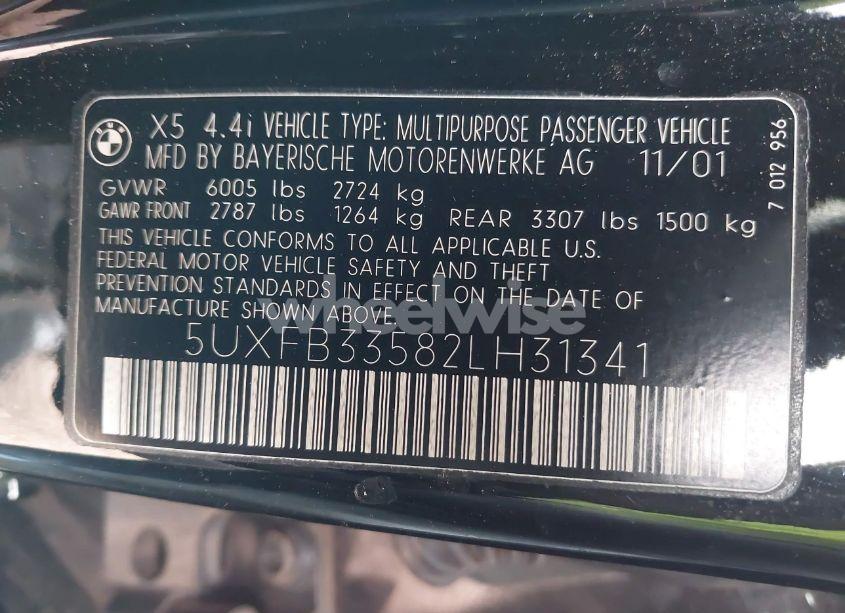 X5 4.4i VEHICLE TYPE: MULTIPURPOSE PASSENGER VEHICLE
MFD BY BAYERISCHE MOTORENWERKE AG 11/01
GVWR 6005 lbs 2724 kg
GAWR FRONT 2787 lbs 1264 kg REAR 3307 lbs 1500 kg
THIS VEHICLE CONFORMS TO ALL APPLICABLE U.S.
FEDERAL MOTOR VEHICLE SAFETY AND THEFT
PREVENTION STANDARDS IN EFFECT ON THE DATE OF
MANUFACTURE SHOWN ABOVE.
5UXFB33582LH31341
7 012 956
BMW
wheelwise